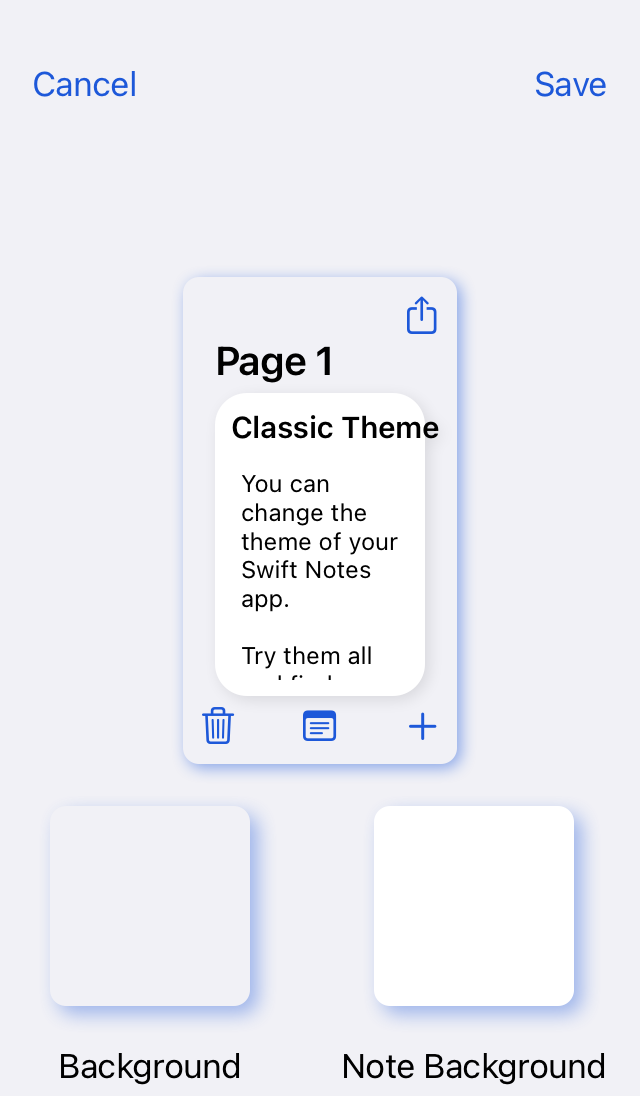 Cancel
Save
Page 1
Classic Theme
You can
change the
theme of your
Swift Notes
app.
Try them all
Background
Note Background